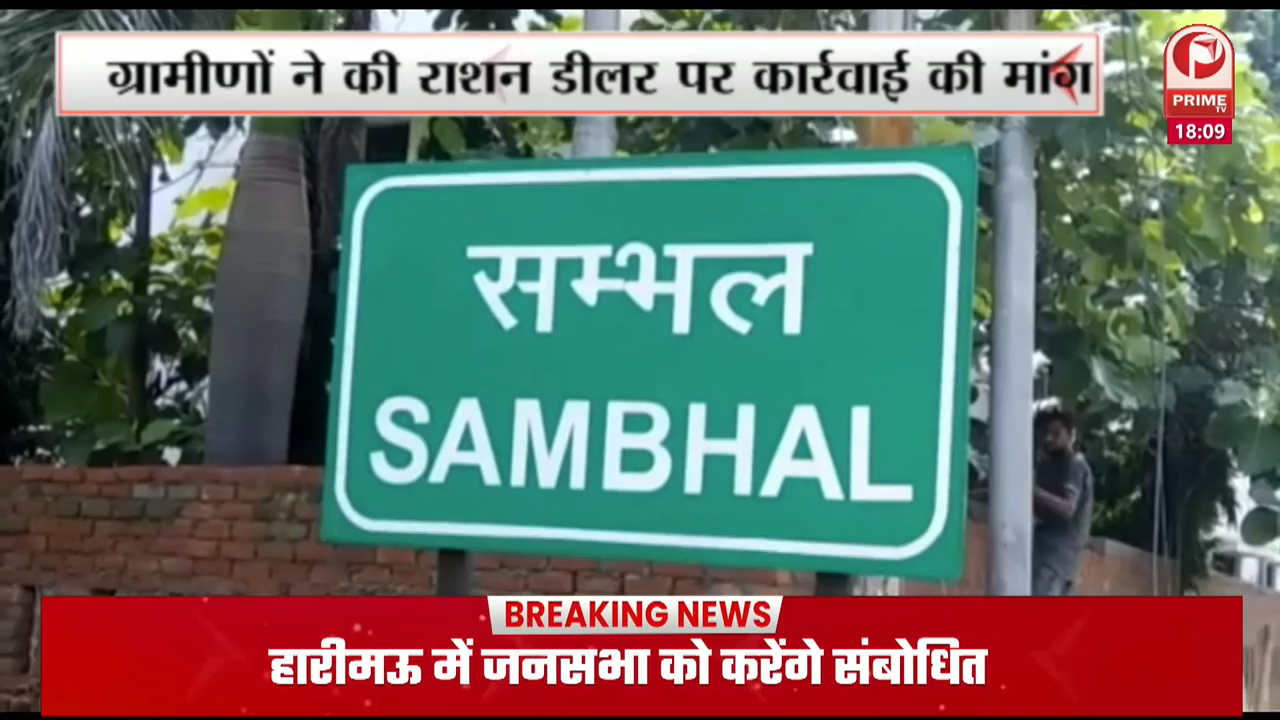 ग्रामीणों ने की राशन डीलर पर कार्रवाई की मांग
PRIME
TV
18:09
सम्भल
SAMBHAL
BREAKING NEWS
हारीमऊ में जनसभा को करेंगे संबोधित